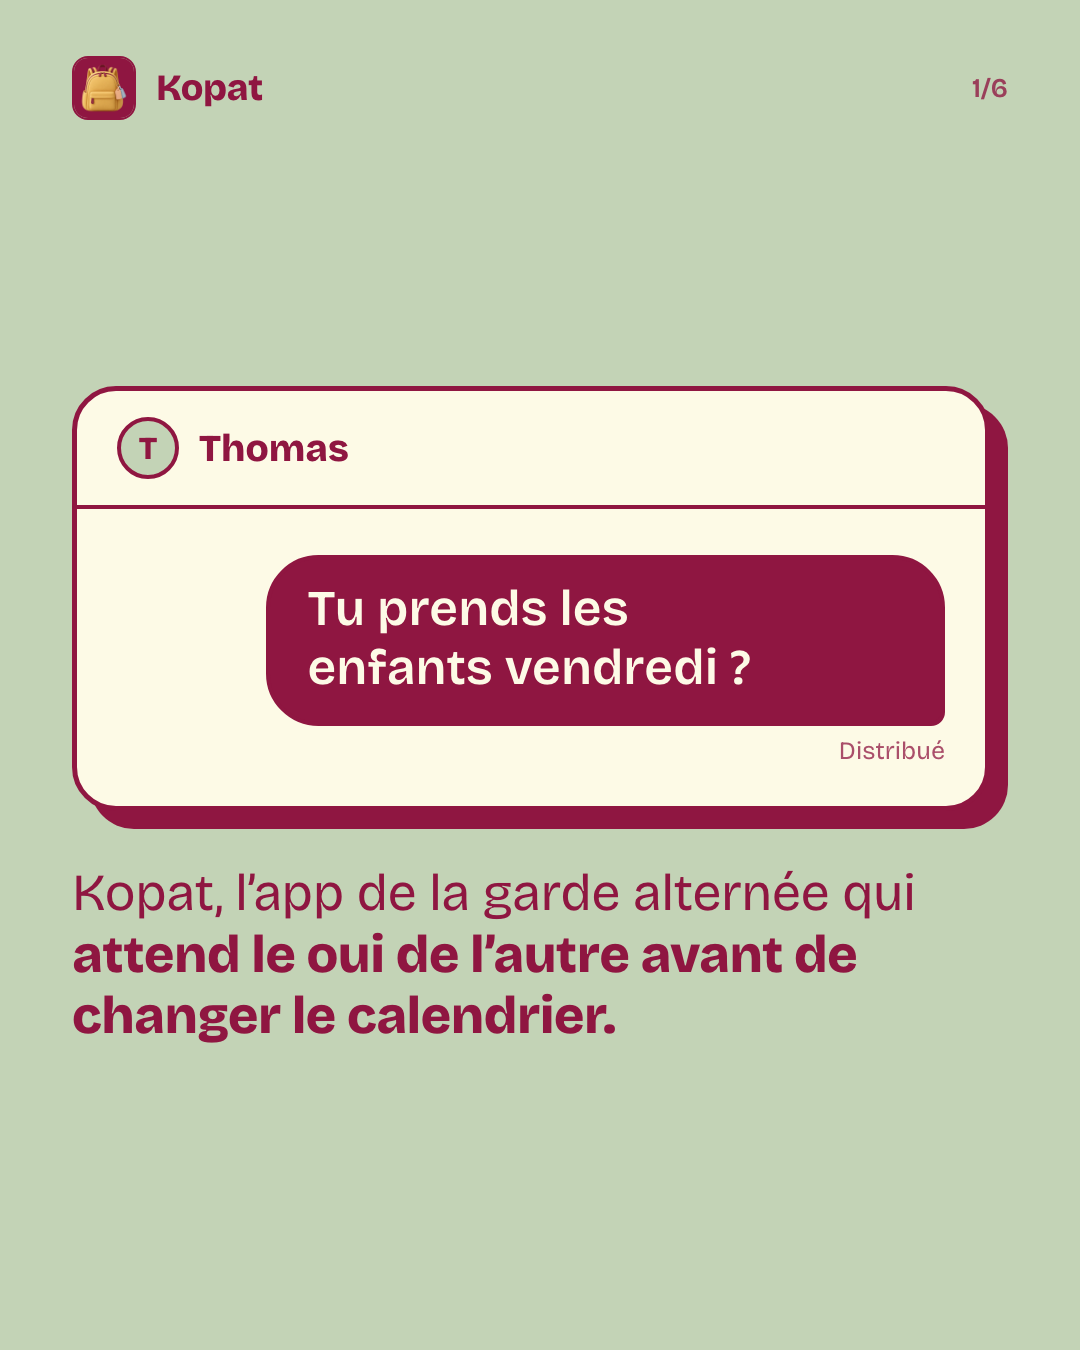 Kopat
1/6
T
Thomas
Tu prends les
enfants vendredi ?
Distribué
Kopat, l’app de la garde alternée qui
attend le oui de l’autre avant de
changer le calendrier.